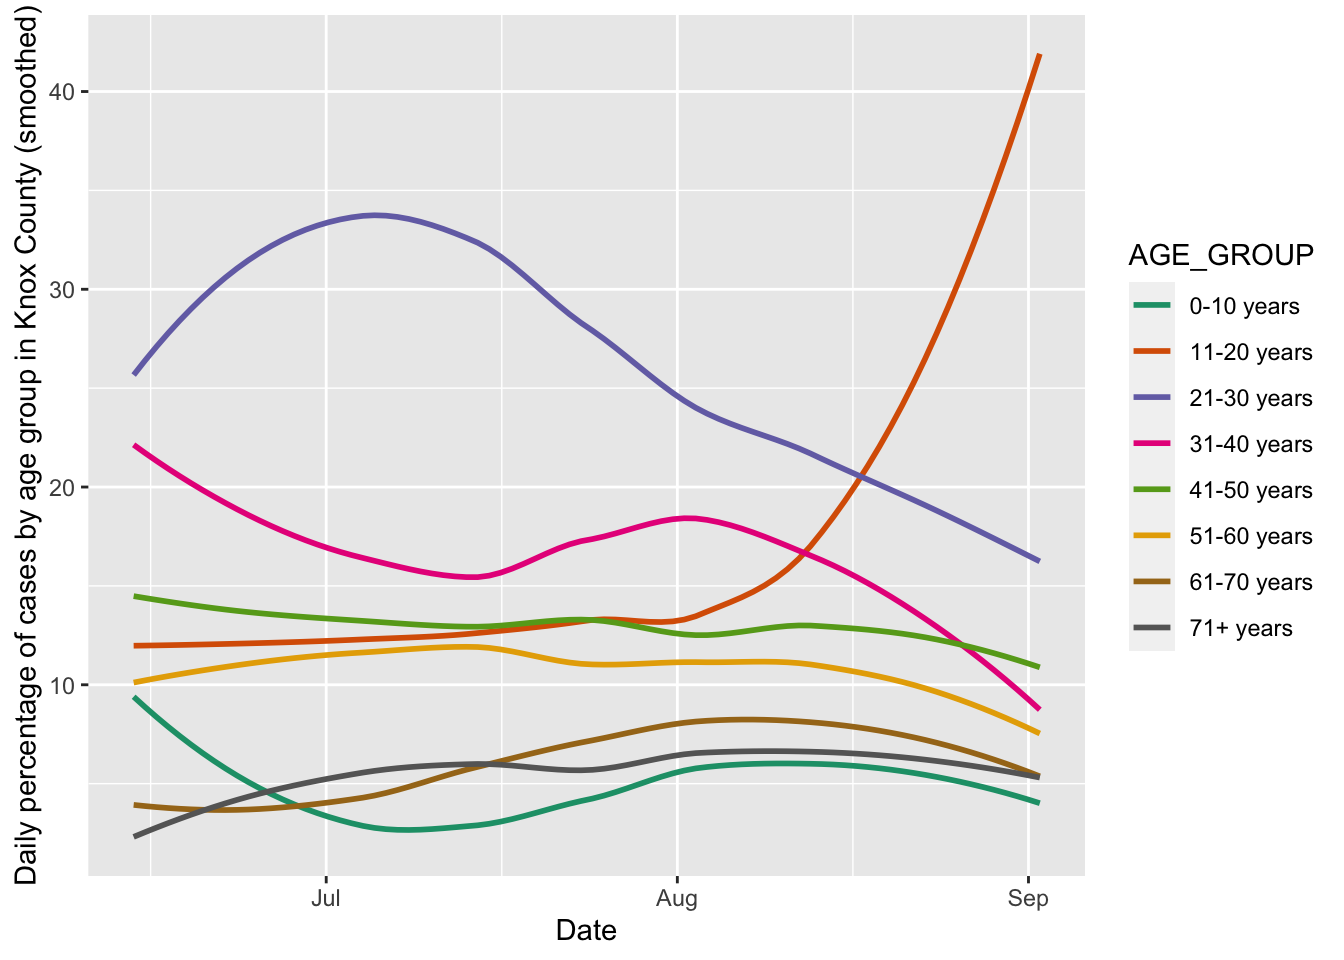 Daily percentage of cases by age group in Knox County (smoothed)
40
30
20
10
Jul
Aug
Sep
Date
AGE_GROUP
0-10 years
11-20 years
21-30 years
31-40 years
41-50 years
51-60 years
61-70 years
71+ years